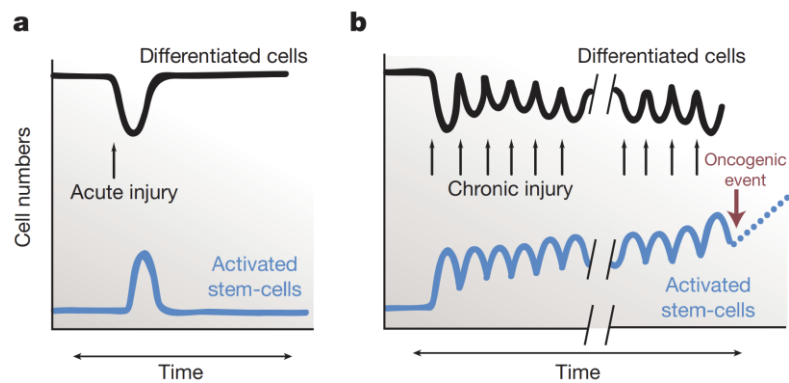 a
Differentiated cells
Cell numbers
Acute injury
Activated
stem-cells
Time
b
Differentiated cells
Chronic injury
Oncogenic
event
Activated
stem-cells
Time